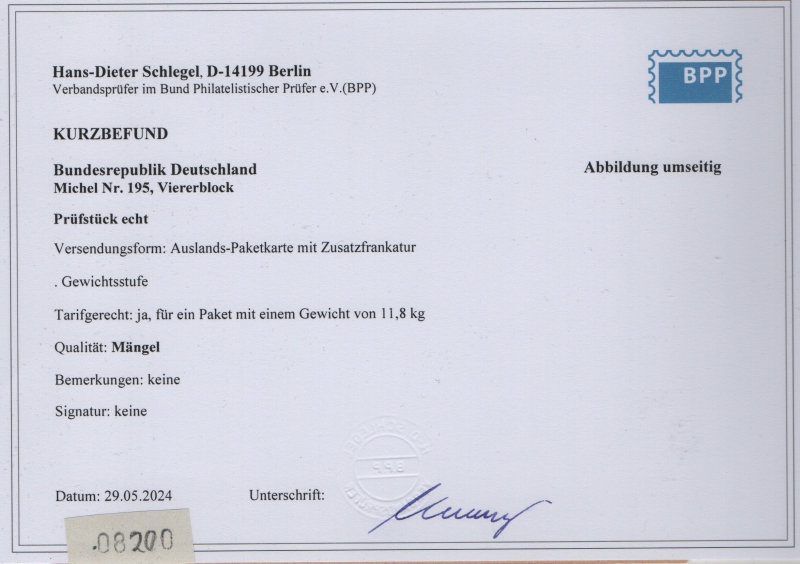 Hans-Dieter Schlegel, D-14199 Berlin
Verbandsprüfer im Bund Philatelistischer Prüfer e.V.(BPP)
BPP
KURZBEFUND
Bundesrepublik Deutschland
Abbildung umseitig
Michel Nr. 195, Viererblock
Prüfstück echt
Versendungsform: Auslands-Paketkarte mit Zusatzfrankatur
. Gewichtsstufe
Tarifgerecht: ja, für ein Paket mit einem Gewicht von 11,8 kg
Qualität: Mängel
Bemerkungen: keine
Signatur: keine
BPP
Datum: 29.05.2024
Unterschrift:
.08200